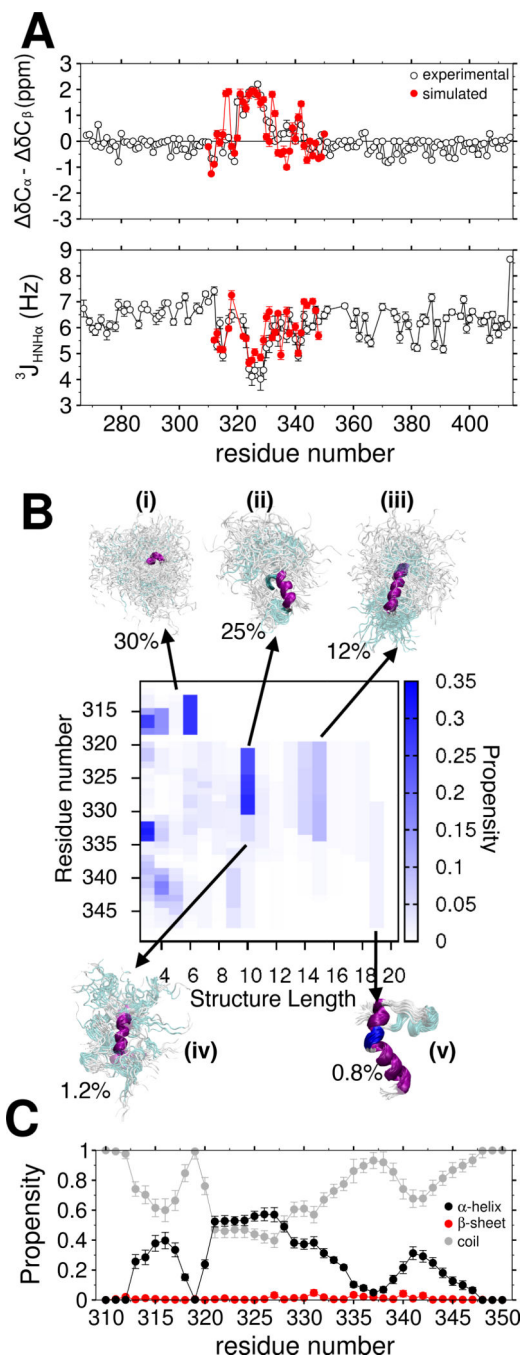 A
ΔδCα - ΔδCβ (ppm)
3
2
1
0
-1
-2
-3
experimental
simulated
³JHNHα (Hz)
9
8
7
6
5
4
3
280 300 320 340 360 380 400
residue number
B
(i) (ii) (iii)
30% 25% 12%
Residue number
315
320
325
330
335
340
345
0.35
0.3
0.25
0.2
0.15
0.1
0.05
0
Propensity
4 6 8 10 12 14 16 18 20
Structure Length
(iv) (v)
1.2% 0.8%
C
Propensity
1
0.8
0.6
0.4
0.2
0
α-helix
β-sheet
coil
310 315 320 325 330 335 340 345 350
residue number